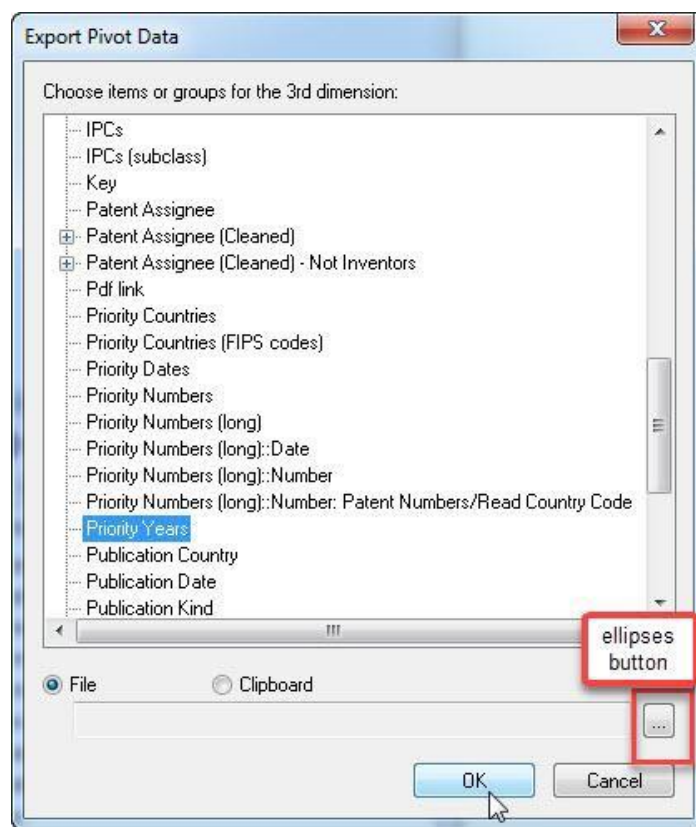 Export Pivot Data
Choose items or groups for the 3rd dimension:
IPCs
IPCs (subclass)
Key
Patent Assignee
Patent Assignee (Cleaned)
Patent Assignee (Cleaned) - Not Inventors
Pdf link
Priority Countries
Priority Countries (FIPS codes)
Priority Dates
Priority Numbers
Priority Numbers (long)
Priority Numbers (long)::Date
Priority Numbers (long)::Number
Priority Numbers (long)::Number: Patent Numbers/Read Country Code
Priority Years
Publication Country
Publication Date
Publication Kind
ellipses
button
File Clipboard
...
OK Cancel